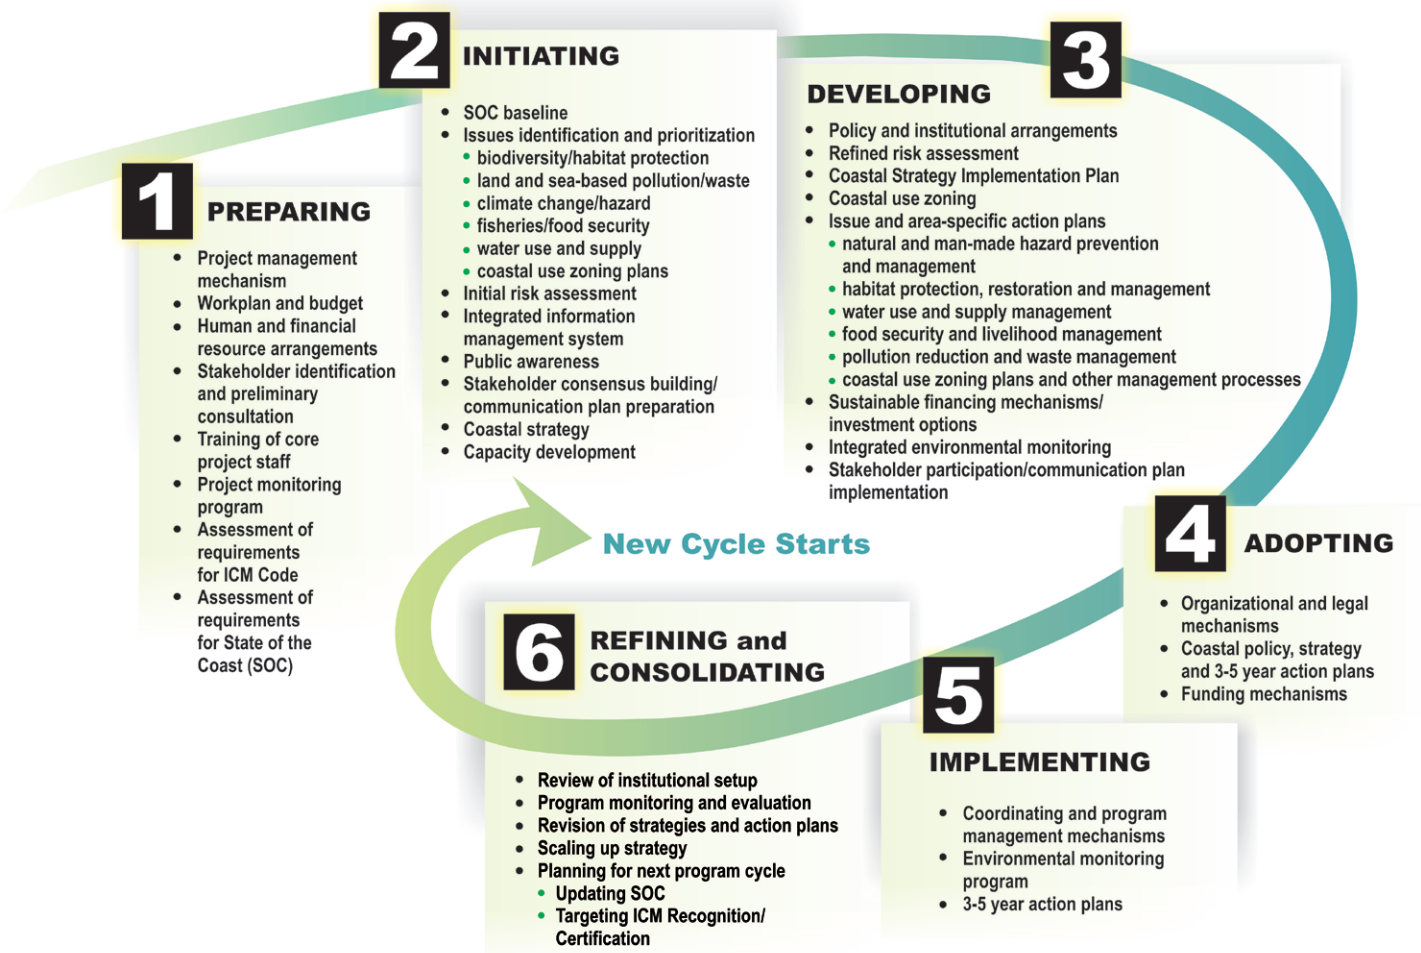 1
PREPARING
• Project management
mechanism
• Workplan and budget
• Human and financial
resource arrangements
• Stakeholder identification
and preliminary
consultation
• Training of core
project staff
• Project monitoring
program
• Assessment of
requirements
for ICM Code
• Assessment of
requirements
for State of the
Coast (SOC)
2
INITIATING
• SOC baseline
• Issues identification and prioritization
• biodiversity/habitat protection
• land and sea-based pollution/waste
• climate change/hazard
• fisheries/food security
• water use and supply
• coastal use zoning plans
• Initial risk assessment
• Integrated information
management system
• Public awareness
• Stakeholder consensus building/
communication plan preparation
• Coastal strategy
• Capacity development
3
DEVELOPING
• Policy and institutional arrangements
• Refined risk assessment
• Coastal Strategy Implementation Plan
• Coastal use zoning
• Issue and area-specific action plans
• natural and man-made hazard prevention
and management
• habitat protection, restoration and management
• water use and supply management
• food security and livelihood management
• pollution reduction and waste management
• coastal use zoning plans and other management processes
• Sustainable financing mechanisms/
investment options
• Integrated environmental monitoring
• Stakeholder participation/communication plan
implementation
4
ADOPTING
• Organizational and legal
mechanisms
• Coastal policy, strategy
and 3-5 year action plans
• Funding mechanisms
5
IMPLEMENTING
• Coordinating and program
management mechanisms
• Environmental monitoring
program
• 3-5 year action plans
6
REFINING and
CONSOLIDATING
• Review of institutional setup
• Program monitoring and evaluation
• Revision of strategies and action plans
• Scaling up strategy
• Planning for next program cycle
• Updating SOC
• Targeting ICM Recognition/
Certification
New Cycle Starts